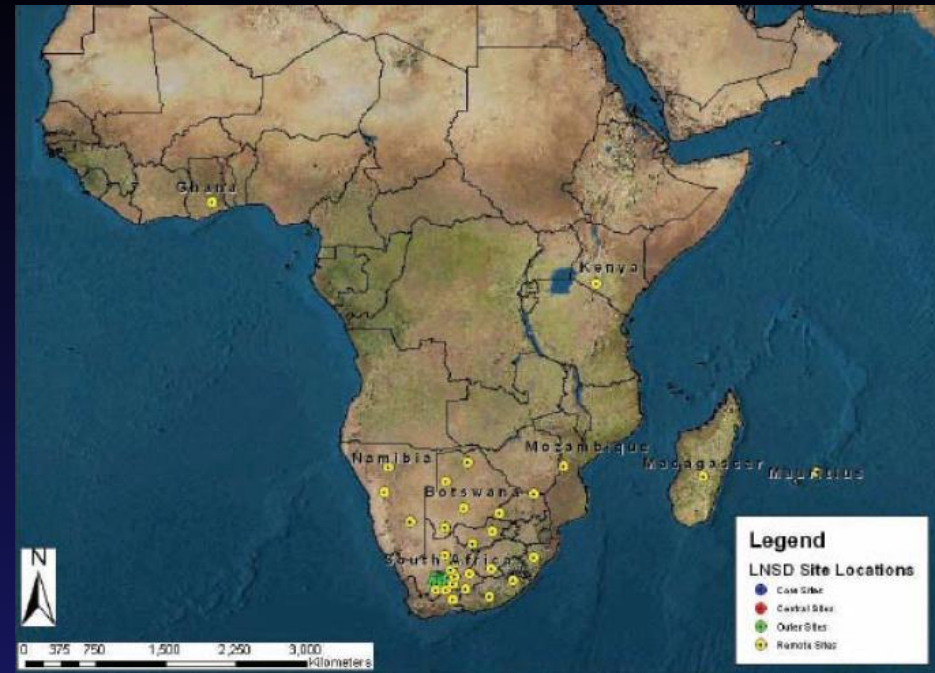 Ghana
Kenya
Mozambique
Namibia
Madagascar
Mauritius
Botswana
South Africa
N
Legend
LNSD Site Locations
Core Sites
Central Sites
Outer Sites
Remote Sites
0 375 750 1,500 2,250 3,000
Kilometers